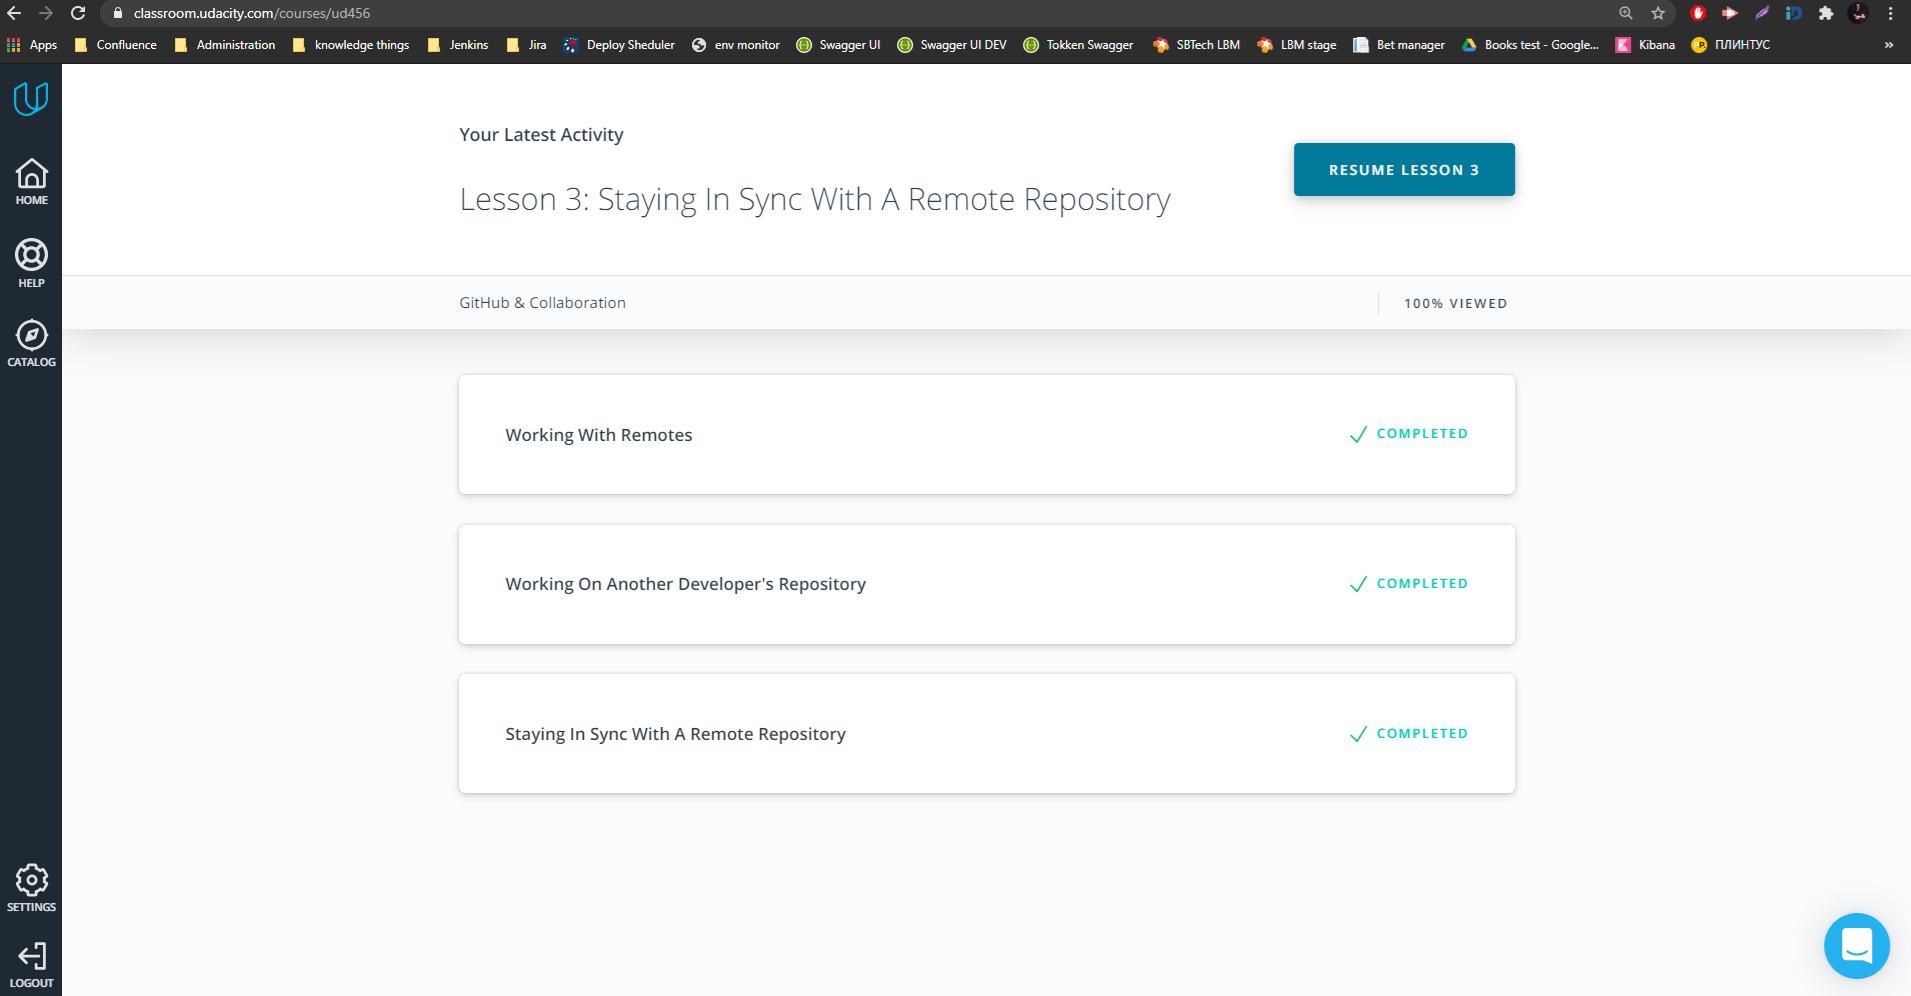 classroom.udacity.com/courses/ud456
Apps Confluence Administration knowledge things Jenkins Jira Deploy Sheduler env monitor Swagger UI Swagger UI DEV Tokken Swagger SBTech LBM LBM stage Bet manager Books test - Google... Kibana ПЛИНТУС »
HOME
HELP
CATALOG
SETTINGS
LOGOUT
Your Latest Activity
Lesson 3: Staying In Sync With A Remote Repository
RESUME LESSON 3
GitHub & Collaboration
100% VIEWED
Working With Remotes
COMPLETED
Working On Another Developer's Repository
COMPLETED
Staying In Sync With A Remote Repository
COMPLETED